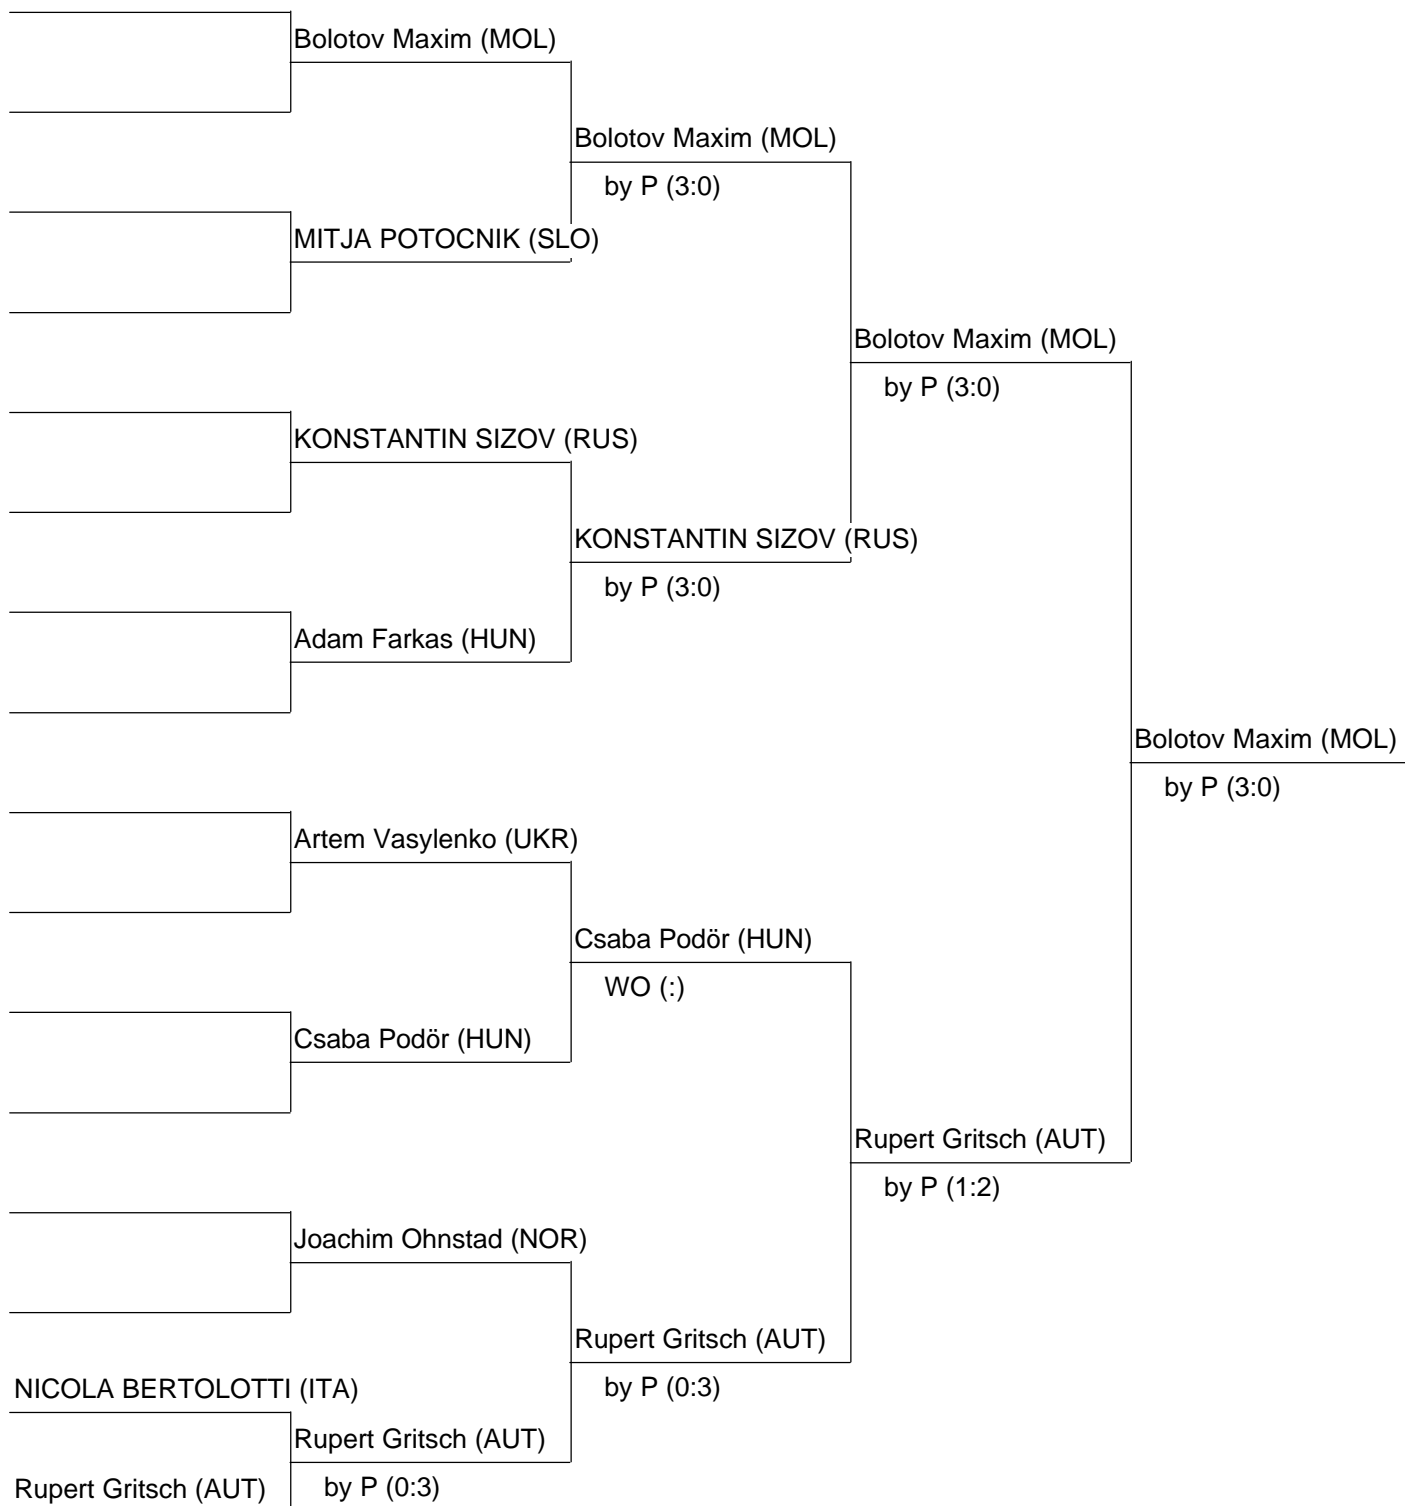 Bolotov Maxim (MOL)
Bolotov Maxim (MOL)
by P (3:0)
MITJA POTOCNIK (SLO)
Bolotov Maxim (MOL)
by P (3:0)
KONSTANTIN SIZOV (RUS)
KONSTANTIN SIZOV (RUS)
by P (3:0)
Adam Farkas (HUN)
Bolotov Maxim (MOL)
by P (3:0)
Artem Vasylenko (UKR)
Csaba Podör (HUN)
WO (:)
Csaba Podör (HUN)
Rupert Gritsch (AUT)
by P (1:2)
Joachim Ohnstad (NOR)
Rupert Gritsch (AUT)
by P (0:3)
NICOLA BERTOLOTTI (ITA)
Rupert Gritsch (AUT)
by P (0:3)
Rupert Gritsch (AUT)